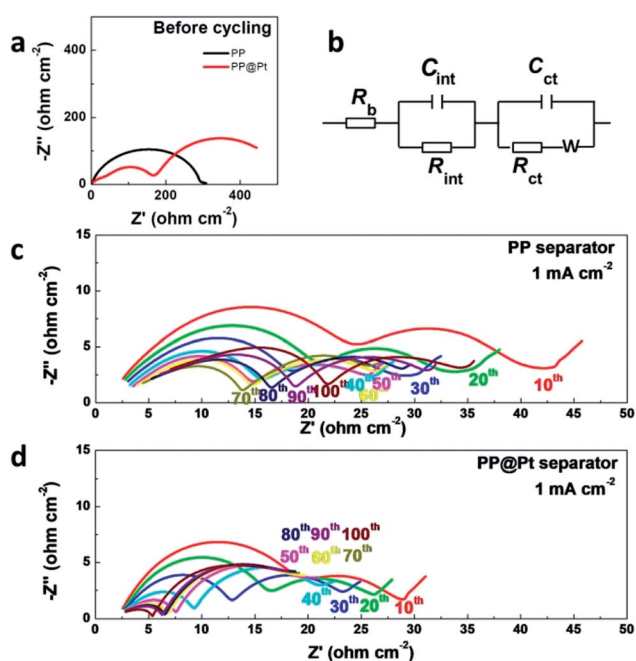 a
Before cycling
PP
PP@Pt
-Z'' (ohm cm⁻²)
400
200
0
0 200 400
Z' (ohm cm⁻²)
b
R_b
C_int
C_ct
R_int
R_ct
W
c
PP separator
1 mA cm⁻²
-Z'' (ohm cm⁻²)
15
10
5
0
70th 80th 90th 100th 40th 60 50th 30th 20th 10th
0 5 10 15 20 25 30 35 40 45 50
Z' (ohm cm⁻²)
d
PP@Pt separator
1 mA cm⁻²
-Z'' (ohm cm⁻²)
15
10
5
0
80th 90th 100th
50th 60th 70th
40th 30th 20th 10th
0 5 10 15 20 25 30 35 40 45 50
Z' (ohm cm⁻²)